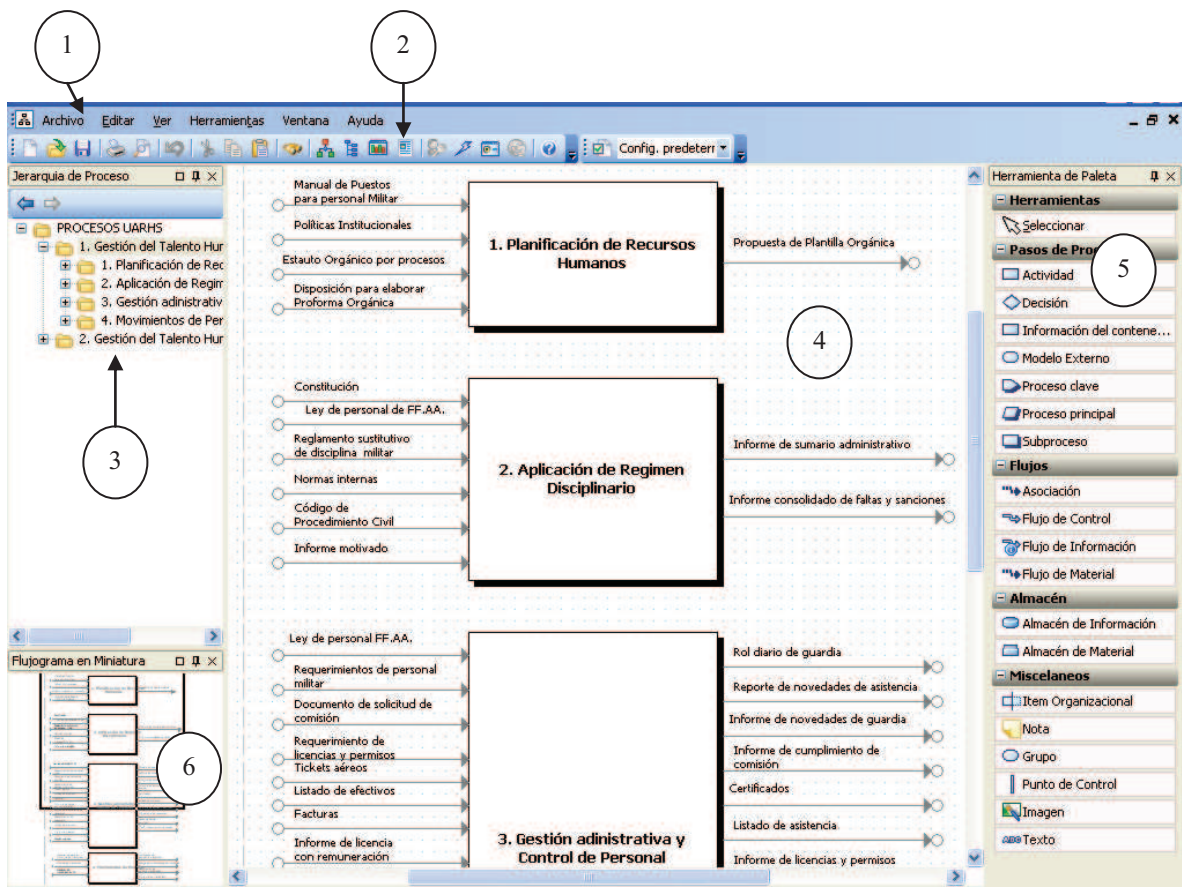 1
2
Archivo Editar Ver Herramientas Ventana Ayuda
Config. predeterr
Jerarquia de Proceso
PROCESOS UARHS
1. Gestión del Talento Hur
1. Planificación de Rec
2. Aplicación de Regim
3. Gestión adinistrativ
4. Movimientos de Per
2. Gestión del Talento Hur
3
Flujograma en Miniatura
6
Manual de Puestos
para personal Militar
Políticas Institucionales
Estauto Orgánico por procesos
Disposición para elaborar
Proforma Orgánica
1. Planificación de Recursos
Humanos
Propuesta de Plantilla Orgánica
4
Constitución
Ley de personal de FF.AA.
Reglamento sustitutivo
de disciplina militar
Normas internas
Código de
Procedimiento Civil
Informe motivado
2. Aplicación de Regimen
Disciplinario
Informe de sumario administrativo
Informe consolidado de faltas y sanciones
Ley de personal FF.AA.
Requerimientos de personal
militar
Documento de solicitud de
comisión
Requerimiento de
licencias y permisos
Tickets aéreos
Listado de efectivos
Facturas
Informe de licencia
con remuneración
3. Gestión adinistrativa y
Control de Personal
Rol diario de guardia
Reporte de novedades de asistencia
Informe de novedades de guardia
Informe de cumplimiento de
comisión
Certificados
Listado de asistencia
Informe de licencias y permisos
Herramienta de Paleta
Herramientas
Seleccionar
Pasos de Pro
5
Actividad
Decisión
Información del contene...
Modelo Externo
Proceso clave
Proceso principal
Subproceso
Flujos
Asociación
Flujo de Control
Flujo de Información
Flujo de Material
Almacén
Almacén de Información
Almacén de Material
Miscelaneos
Item Organizacional
Nota
Grupo
Punto de Control
Imagen
ABC Texto